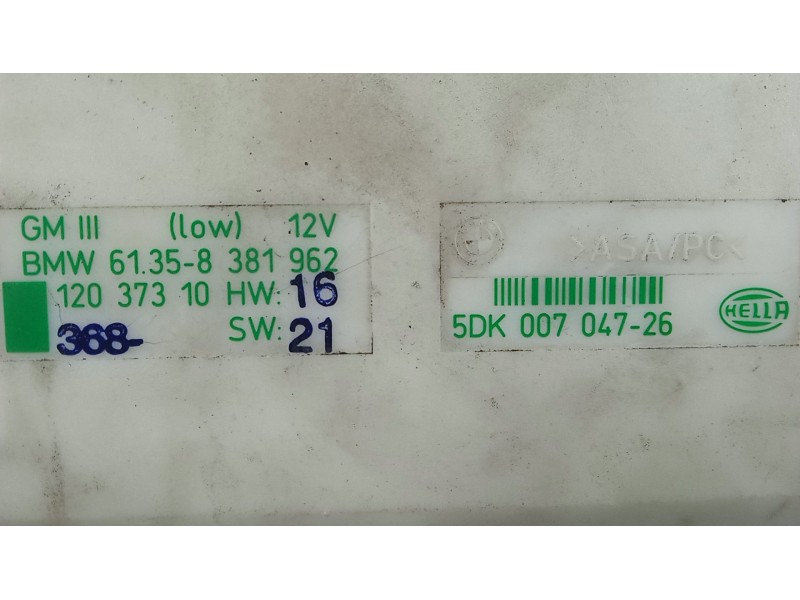 GM III (low) 12V
BMW 61.35-8 381 962
120 373 10 HW: 16
368- SW: 21
>ASA/PC<
5DK 007 047-26
HELLA